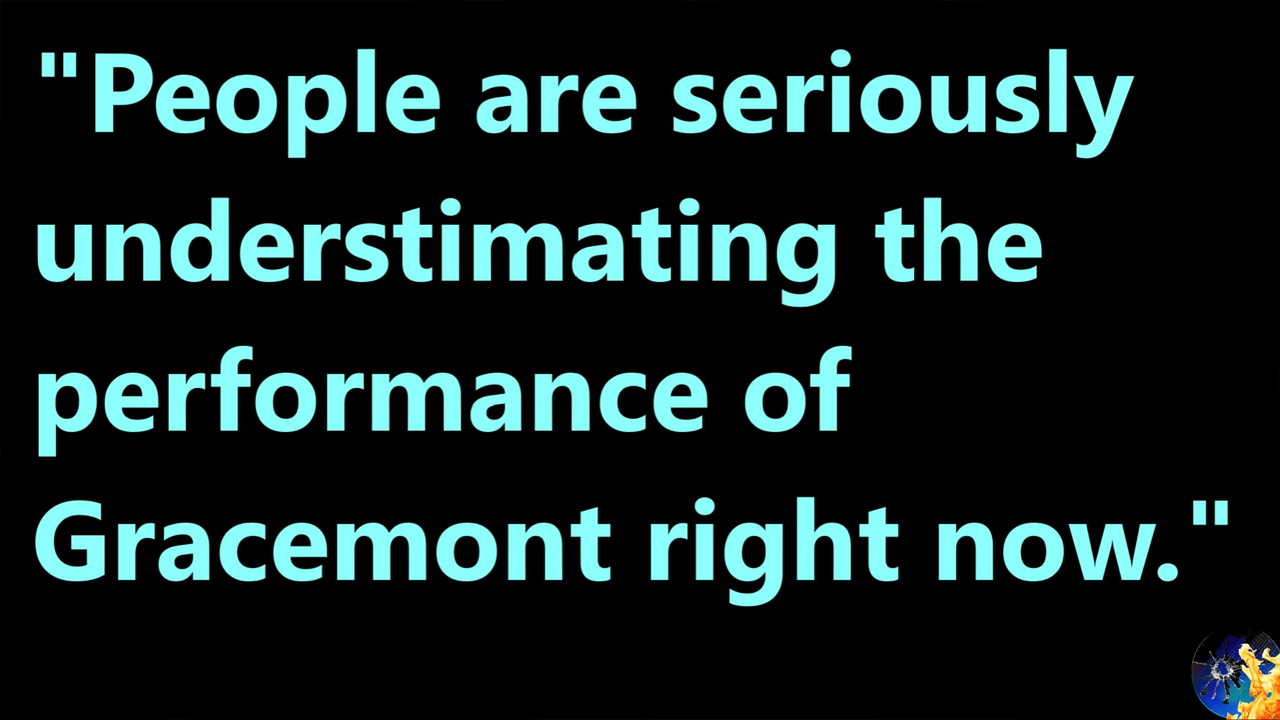 "People are seriously
understimating the
performance of
Gracemont right now."